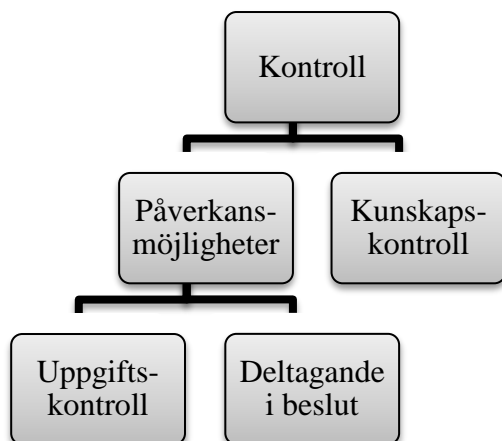 Kontroll
Påverkans-
möjligheter
Kunskaps-
kontroll
Uppgifts-
kontroll
Deltagande
i beslut